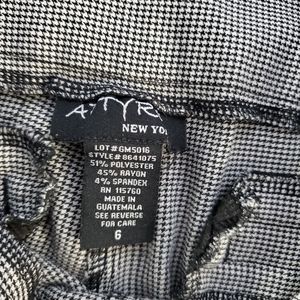 NEW YO
LOT#GM5016
STYLE# 8641075
51% POLYESTER
45% RAYON
4% SPANDEX
RN 115760
MADE IN
GUATEMALA
SEE REVERSE
FOR CARE
6